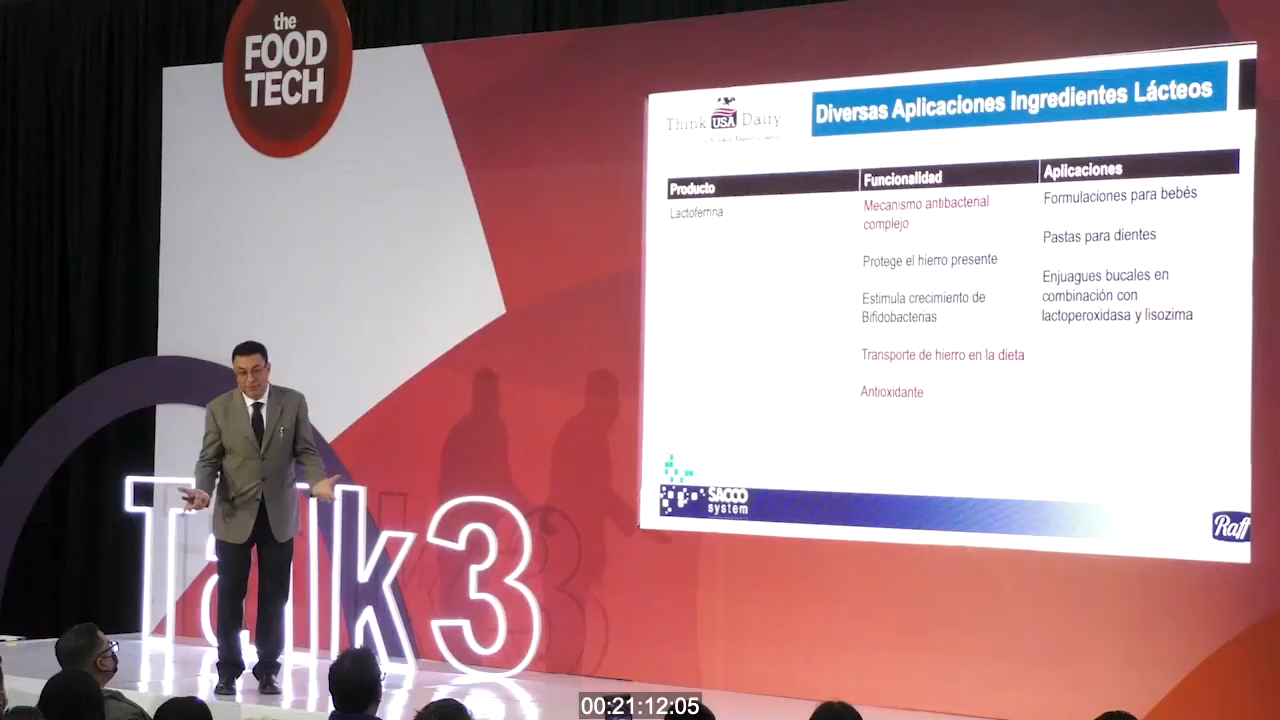 the
FOOD
TECH
Think USA Dairy
Diversas Aplicaciones Ingredientes Lácteos
Producto
Funcionalidad
Aplicaciones
Lactoferrina
Mecanismo antibacterial
complejo
Protege el hierro presente
Estimula crecimiento de
Bifidobacterias
Transporte de hierro en la dieta
Antioxidante
Formulaciones para bebés
Pastas para dientes
Enjuagues bucales en
combinación con
lactoperoxidasa y lisozima
SACCO
system
Raff
Talk3
00:21:12:05